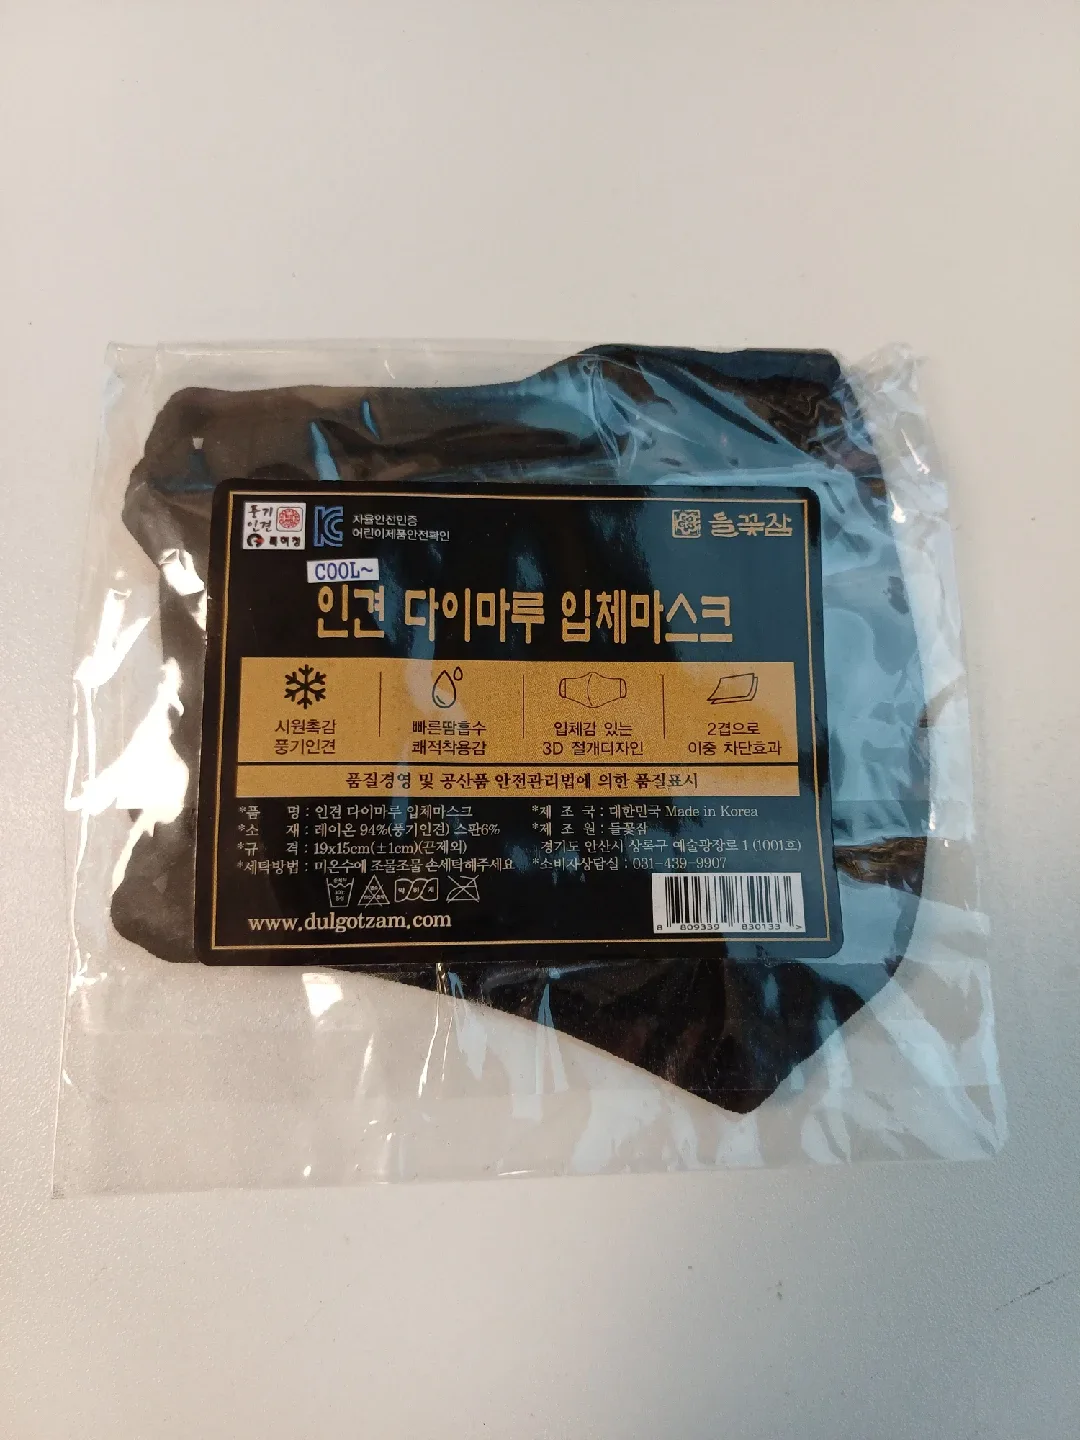 풍기
인견
특허청
자율안전인증
어린이제품안전확인
들꽃잠
COOL~
인견 다이마루 입체마스크
시원촉감
풍기인견
빠른땀흡수
쾌적착용감
입체감 있는
3D 절개디자인
2겹으로
이중 차단효과
품질경영 및 공산품 안전관리법에 의한 품질표시
*품 명 : 인견 다이마루 입체마스크
*소 재 : 레이온 94%(풍기인견) 스판6%
*규 격 : 19x15cm(±1cm)(끈제외)
*세탁방법 : 미온수에 조물조물 손세탁해주세요
*제 조 국 : 대한민국 Made in Korea
*제 조 원 : 들꽃잠
경기도 안산시 상록구 예술광장로 1 (1001호)
*소비자상담실 : 031-439-9907
www.dulgotzam.com
8 809339 830133 >